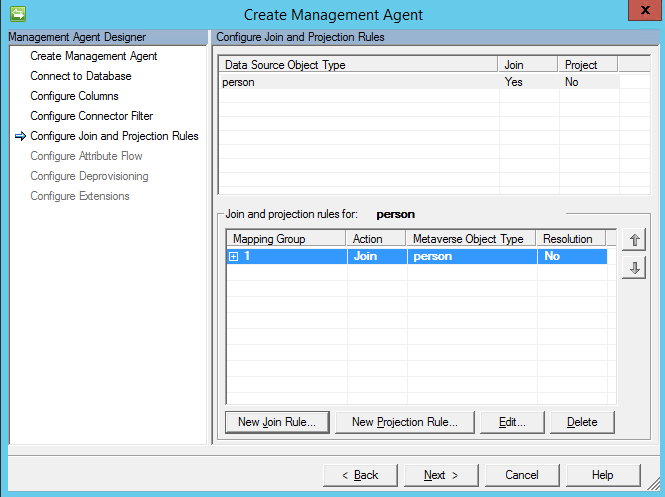 Create Management Agent
X
Management Agent Designer
Create Management Agent
Connect to Database
Configure Columns
Configure Connector Filter
Configure Join and Projection Rules
Configure Attribute Flow
Configure Deprovisioning
Configure Extensions
Configure Join and Projection Rules
Data Source Object Type Join Project
person Yes No
Join and projection rules for: person
Mapping Group Action Metaverse Object Type Resolution
1 Join person No
New Join Rule... New Projection Rule... Edit... Delete
< Back Next > Cancel Help